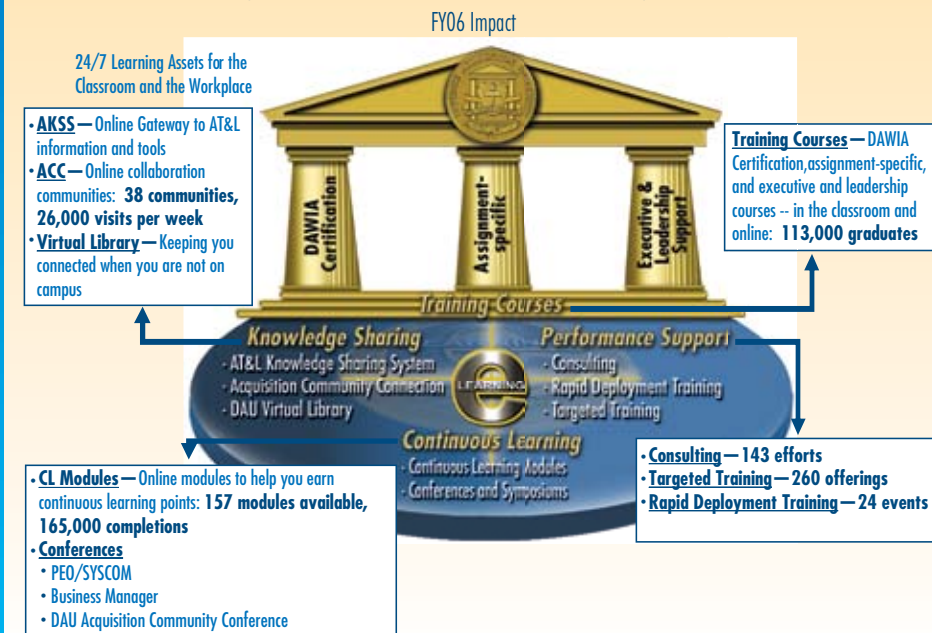 FY06 Impact
24/7 Learning Assets for the
Classroom and the Workplace
• AKSS — Online Gateway to AT&L
information and tools
• ACC — Online collaboration
communities: 38 communities,
26,000 visits per week
• Virtual Library — Keeping you
connected when you are not on
campus
DAWIA
Certification
Assignment-
specific
Executive &
Leadership
Support
Training Courses — DAWIA
Certification,assignment-specific,
and executive and leadership
courses -- in the classroom and
online: 113,000 graduates
Training Courses
Knowledge Sharing
- AT&L Knowledge Sharing System
- Acquisition Community Connection
- DAU Virtual Library
Performance Support
- Consulting
- Rapid Deployment Training
- Targeted Training
e LEARNING
Continuous Learning
- Continuous Learning Modules
- Conferences and Symposiums
• CL Modules — Online modules to help you earn
continuous learning points: 157 modules available,
165,000 completions
• Conferences
• PEO/SYSCOM
• Business Manager
• DAU Acquisition Community Conference
• Consulting — 143 efforts
• Targeted Training — 260 offerings
• Rapid Deployment Training — 24 events